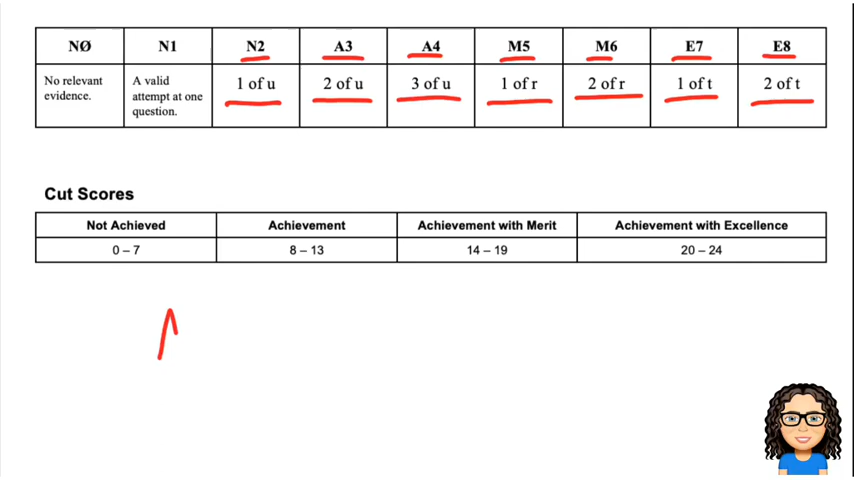 NØ N1 N2 A3 A4 M5 M6 E7 E8
No relevant evidence. A valid attempt at one question. 1 of u 2 of u 3 of u 1 of r 2 of r 1 of t 2 of t
Cut Scores
Not Achieved Achievement Achievement with Merit Achievement with Excellence
0 – 7 8 – 13 14 – 19 20 – 24